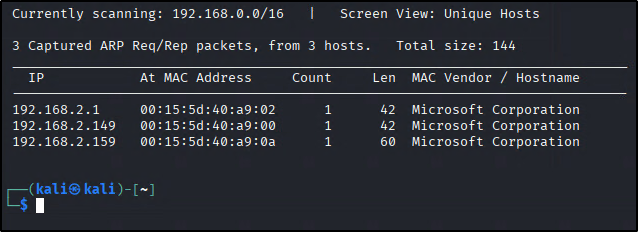 Currently scanning: 192.168.0.0/16   |   Screen View: Unique Hosts
3 Captured ARP Req/Rep packets, from 3 hosts.   Total size: 144
IP            At MAC Address     Count     Len  MAC Vendor / Hostname
192.168.2.1     00:15:5d:40:a9:02      1      42  Microsoft Corporation
192.168.2.149   00:15:5d:40:a9:00      1      42  Microsoft Corporation
192.168.2.159   00:15:5d:40:a9:0a      1      60  Microsoft Corporation
┌──(kali㉿kali)-[~]
└─$